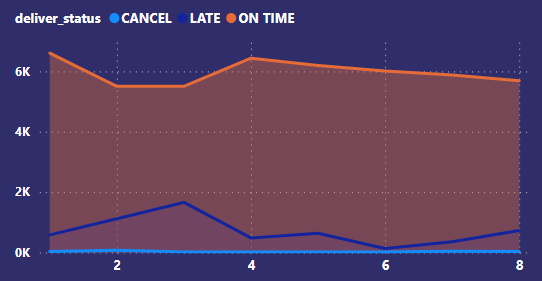 deliver_status CANCEL LATE ON TIME
6K
4K
2K
0K
2 4 6 8